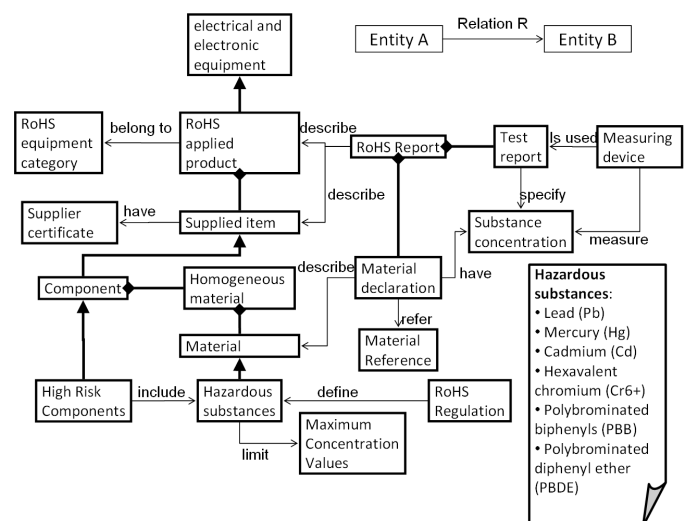 electrical and
electronic
equipment
Relation R
Entity A
Entity B
RoHS
equipment
category
belong to
RoHS
applied
product
describe
RoHS Report
Test
report
Is used
Measuring
device
describe
specify
Supplier
certificate
have
Supplied item
Substance
concentration
measure
Component
Homogeneous
material
describe
Material
declaration
have
refer
Material
Material
Reference
High Risk
Components
include
Hazardous
substances
define
RoHS
Regulation
limit
Maximum
Concentration
Values
Hazardous
substances:
• Lead (Pb)
• Mercury (Hg)
• Cadmium (Cd)
• Hexavalent
chromium (Cr6+)
• Polybrominated
biphenyls (PBB)
• Polybrominated
diphenyl ether
(PBDE)